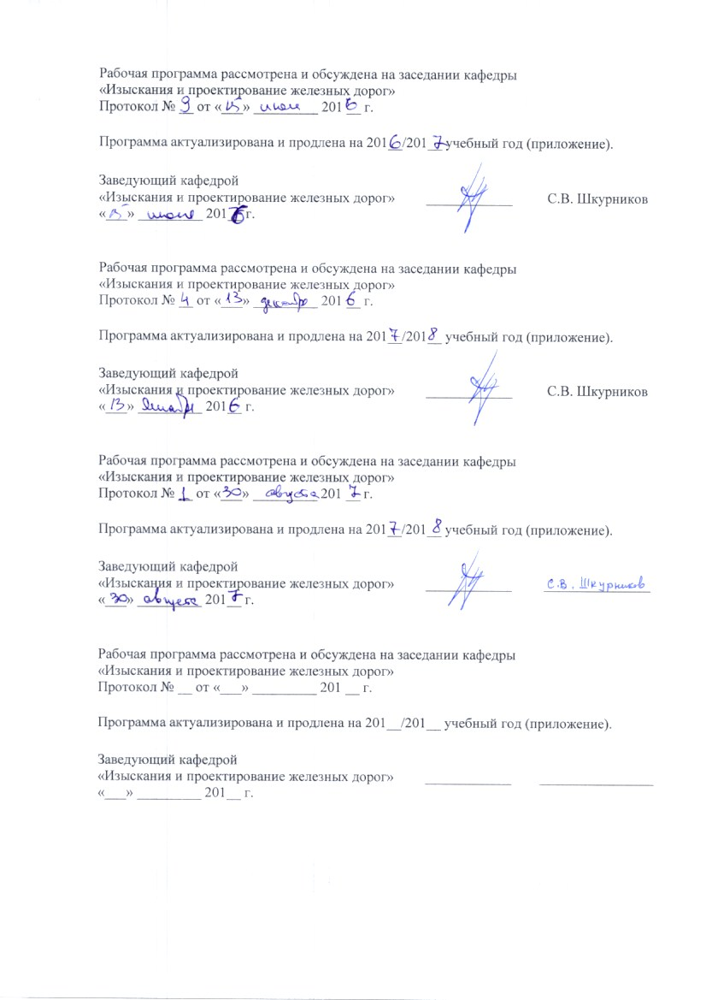 Рабочая программа рассмотрена и обсуждена на заседании кафедры
«Изыскания и проектирование железных дорог»
Протокол № 9 от «15» июня 2016 г.
Программа актуализирована и продлена на 2016/2017 учебный год (приложение).
Заведующий кафедрой
«Изыскания и проектирование железных дорог» ____________ С.В. Шкурников
«15» июня 2016 г.
Рабочая программа рассмотрена и обсуждена на заседании кафедры
«Изыскания и проектирование железных дорог»
Протокол № 4 от «13» декабря 2016 г.
Программа актуализирована и продлена на 2017/2018 учебный год (приложение).
Заведующий кафедрой
«Изыскания и проектирование железных дорог» ____________ С.В. Шкурников
«13» декабря 2016 г.
Рабочая программа рассмотрена и обсуждена на заседании кафедры
«Изыскания и проектирование железных дорог»
Протокол № 1 от «30» августа 2017 г.
Программа актуализирована и продлена на 2017/2018 учебный год (приложение).
Заведующий кафедрой
«Изыскания и проектирование железных дорог» ____________ С.В. Шкурников
«30» августа 2017 г.
Рабочая программа рассмотрена и обсуждена на заседании кафедры
«Изыскания и проектирование железных дорог»
Протокол № __ от «___» _________ 201 __ г.
Программа актуализирована и продлена на 201__/201__ учебный год (приложение).
Заведующий кафедрой
«Изыскания и проектирование железных дорог» ____________ ________________
«___» _________ 201__ г.